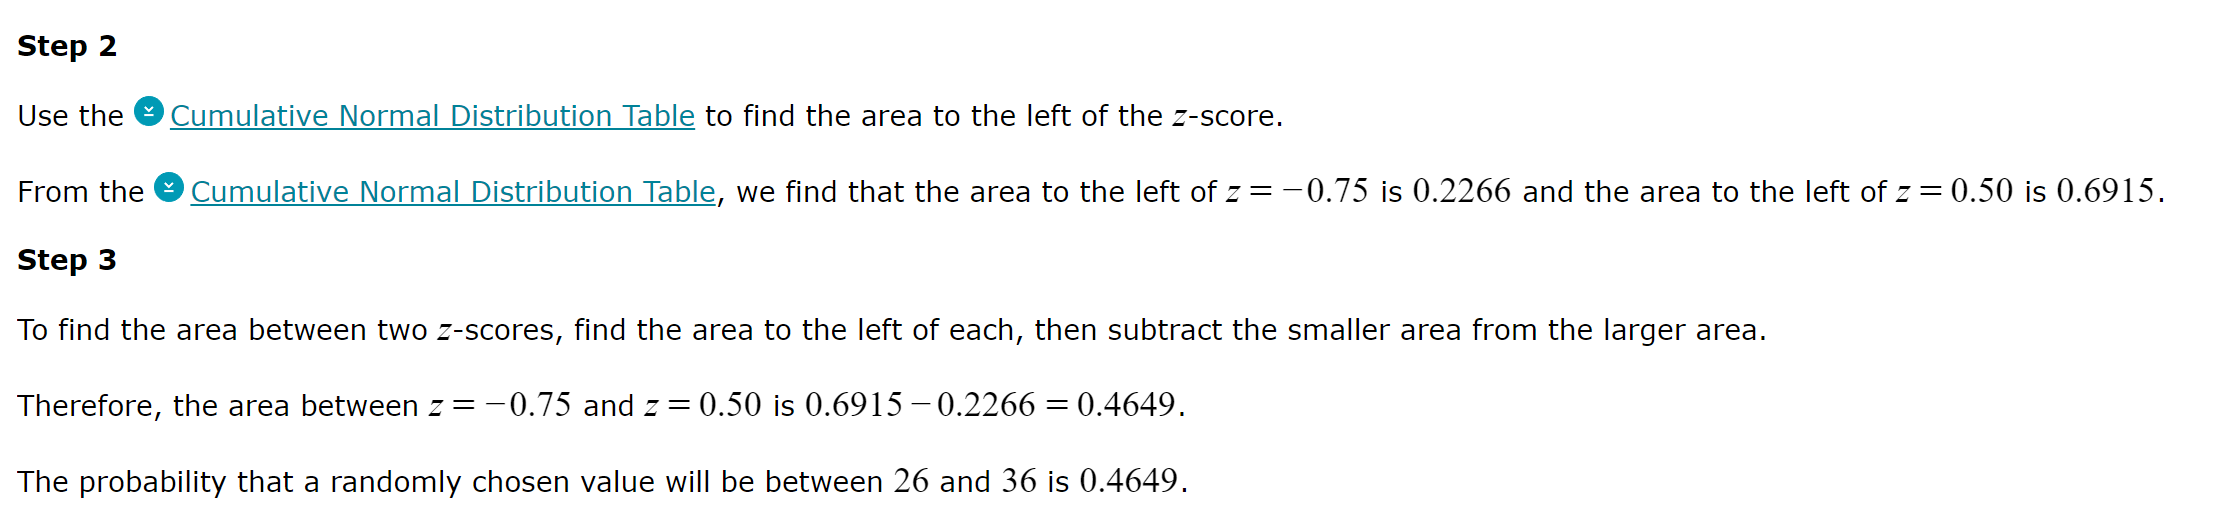 Step 2
Use the Cumulative Normal Distribution Table to find the area to the left of the z-score.
From the Cumulative Normal Distribution Table, we find that the area to the left of z = −0.75 is 0.2266 and the area to the left of z = 0.50 is 0.6915.
Step 3
To find the area between two z-scores, find the area to the left of each, then subtract the smaller area from the larger area.
Therefore, the area between z = −0.75 and z = 0.50 is 0.6915 − 0.2266 = 0.4649.
The probability that a randomly chosen value will be between 26 and 36 is 0.4649.